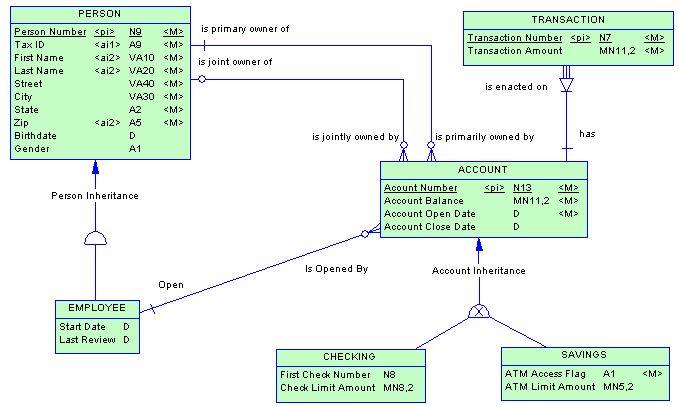 PERSON
Person Number <pi> N9 <M>
Tax ID <ai1> A9 <M>
First Name <ai2> VA10 <M>
Last Name <ai2> VA20 <M>
Street VA40 <M>
City VA30 <M>
State A2 <M>
Zip <ai2> A5 <M>
Birthdate D
Gender A1
is primary owner of
is joint owner of
TRANSACTION
Transaction Number <pi> N7 <M>
Transaction Amount MN11,2 <M>
is enacted on
has
is jointly owned by
is primarily owned by
ACCOUNT
Acount Number <pi> N13 <M>
Account Balance MN11,2 <M>
Account Open Date D <M>
Account Close Date D
Person Inheritance
Is Opened By
Account Inheritance
Open
EMPLOYEE
Start Date D
Last Review D
CHECKING
First Check Number N8
Check Limit Amount MN8,2
SAVINGS
ATM Access Flag A1 <M>
ATM Limit Amount MN5,2